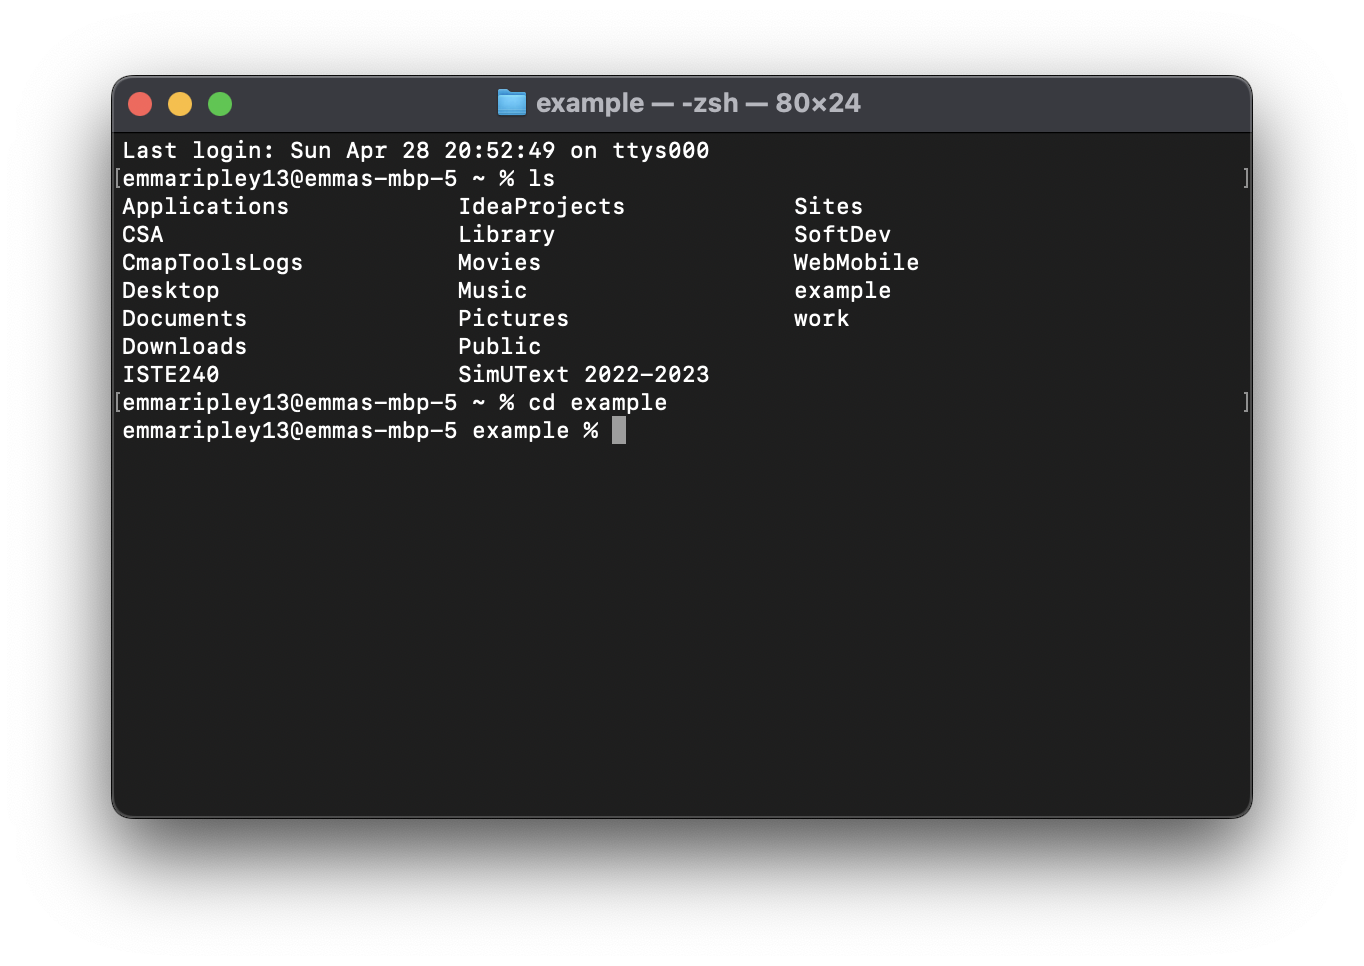 example — -zsh — 80×24
Last login: Sun Apr 28 20:52:49 on ttys000
[emmaripley13@emmas-mbp-5 ~ % ls ]
Applications IdeaProjects Sites
CSA Library SoftDev
CmapToolsLogs Movies WebMobile
Desktop Music example
Documents Pictures work
Downloads Public
ISTE240 SimUText 2022-2023
[emmaripley13@emmas-mbp-5 ~ % cd example ]
emmaripley13@emmas-mbp-5 example %